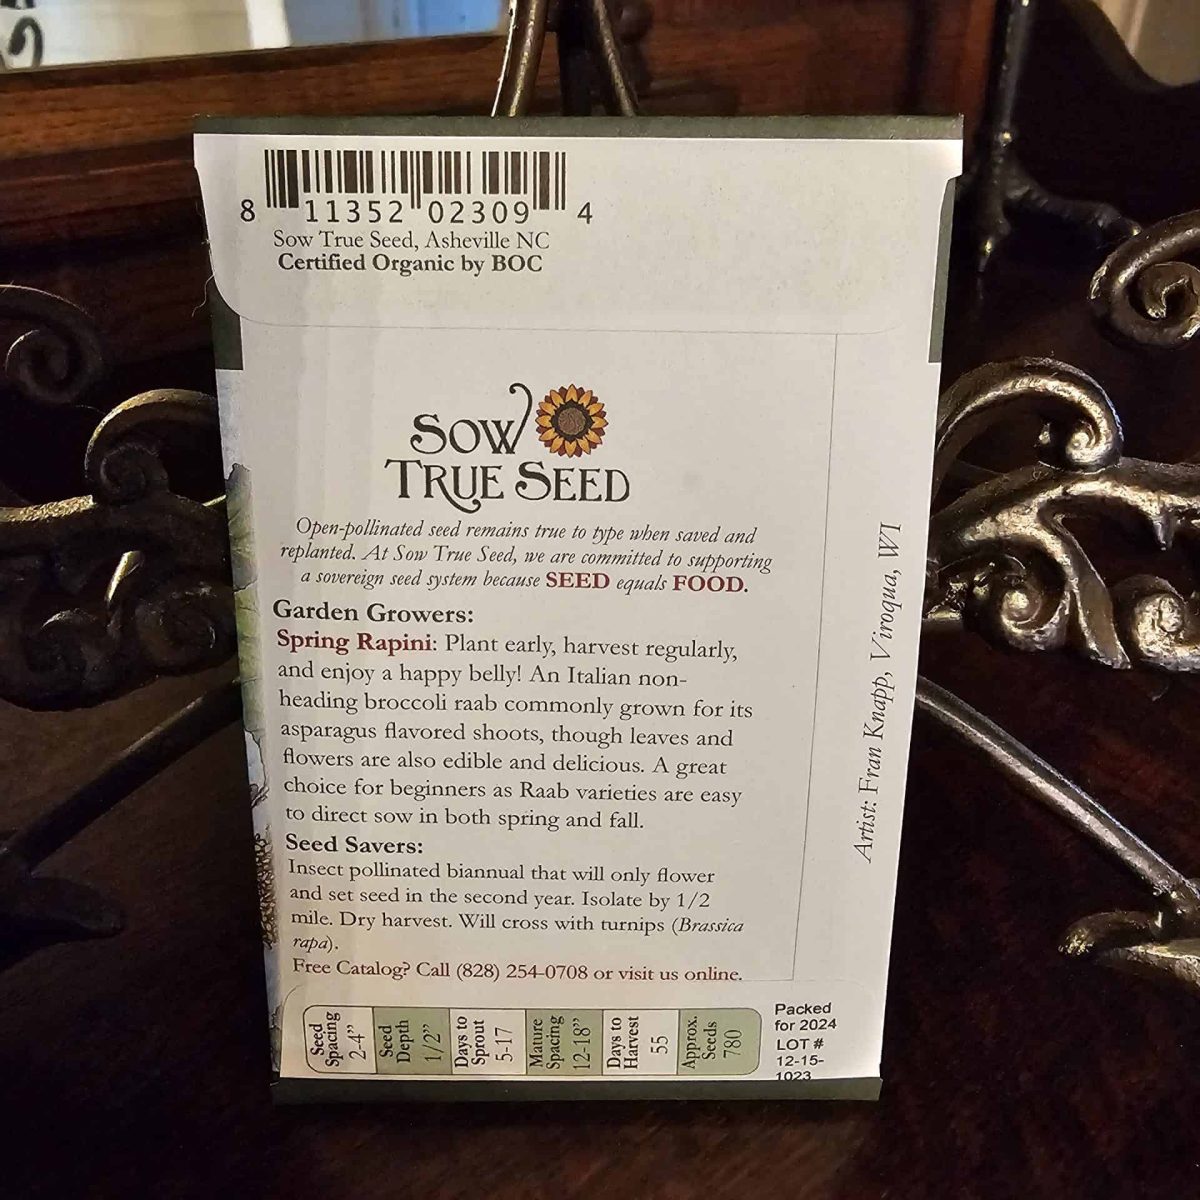 8 11352 02309 4
Sow True Seed, Asheville NC
Certified Organic by BOC
SOW
TRUE SEED
Open-pollinated seed remains true to type when saved and
replanted. At Sow True Seed, we are committed to supporting
a sovereign seed system because SEED equals FOOD.
Garden Growers:
Spring Rapini: Plant early, harvest regularly,
and enjoy a happy belly! An Italian non-
heading broccoli raab commonly grown for its
asparagus flavored shoots, though leaves and
flowers are also edible and delicious. A great
choice for beginners as Raab varieties are easy
to direct sow in both spring and fall.
Seed Savers:
Insect pollinated biannual that will only flower
and set seed in the second year. Isolate by 1/2
mile. Dry harvest. Will cross with turnips (Brassica
rapa).
Free Catalog? Call (828) 254-0708 or visit us online.
Seed
Spacing
2-4"
Seed
Depth
1/2"
Days to
Sprout
5-17
Mature
Spacing
12-18"
Days to
Harvest
55
Approx.
Seeds
780
Packed
for 2024
LOT #
12-15-
1023
Artist: Fran Knapp, Viroqua, WI